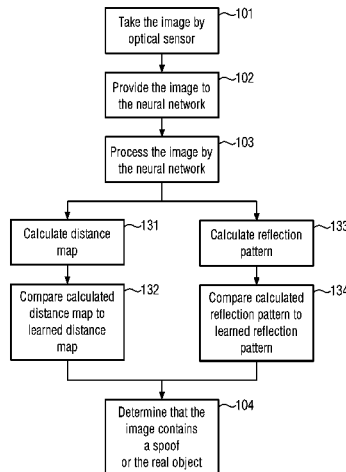 Take the image by
optical sensor
101
Provide the image to
the neural network
102
Process the image by
the neural network
103
Calculate distance
map
131
Compare calculated
distance map to
learned distance
map
132
Calculate reflection
pattern
133
Compare calculated
reflection pattern to
learned reflection
pattern
134
Determine that the
image contains
a spoof
or the real object
104